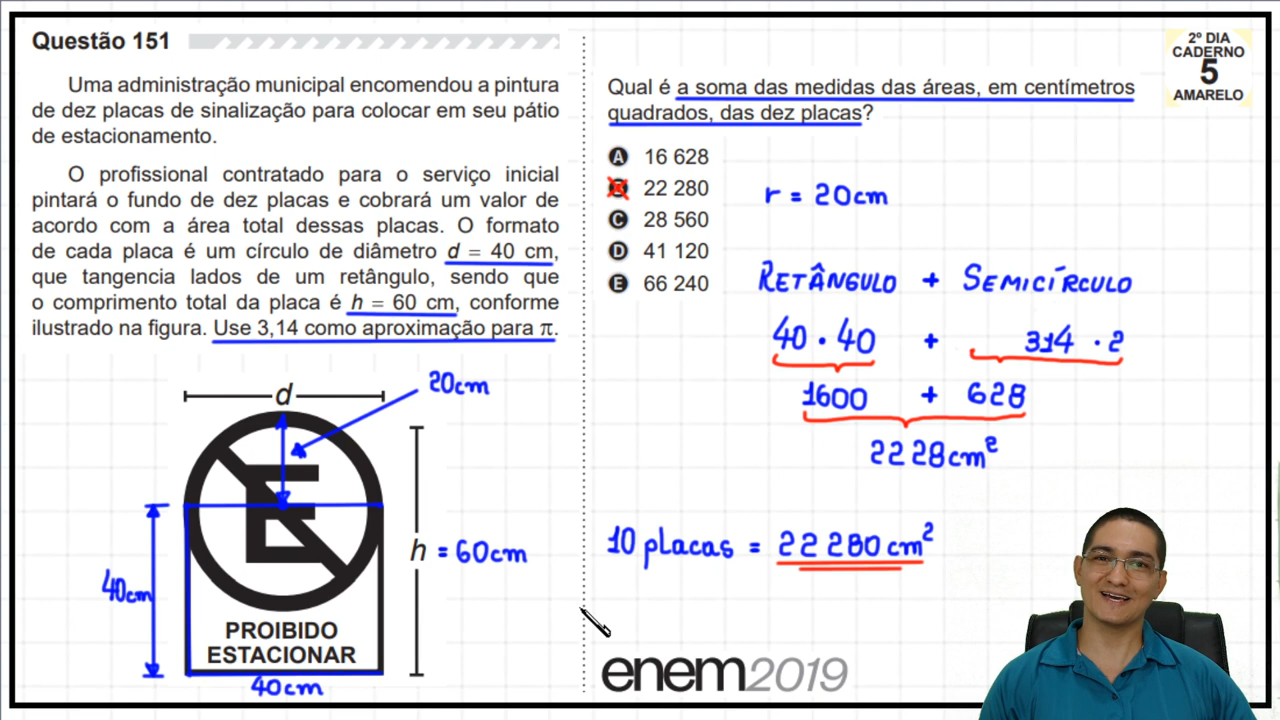 Questão 151
Uma administração municipal encomendou a pintura
de dez placas de sinalização para colocar em seu pátio
de estacionamento.
O profissional contratado para o serviço inicial
pintará o fundo de dez placas e cobrará um valor de
acordo com a área total dessas placas. O formato
de cada placa é um círculo de diâmetro d = 40 cm,
que tangencia lados de um retângulo, sendo que
o comprimento total da placa é h = 60 cm, conforme
ilustrado na figura. Use 3,14 como aproximação para π.
d
20cm
E
h = 60cm
40cm
PROIBIDO
ESTACIONAR
40cm
2º DIA
CADERNO
5
AMARELO
Qual é a soma das medidas das áreas, em centímetros
quadrados, das dez placas?
A 16 628
B 22 280
C 28 560
D 41 120
E 66 240
r = 20cm
RETÂNGULO + SEMICÍRCULO
40 . 40 + 314 . 2
1600 + 628
2228cm²
10 placas = 22 280 cm²
enem2019